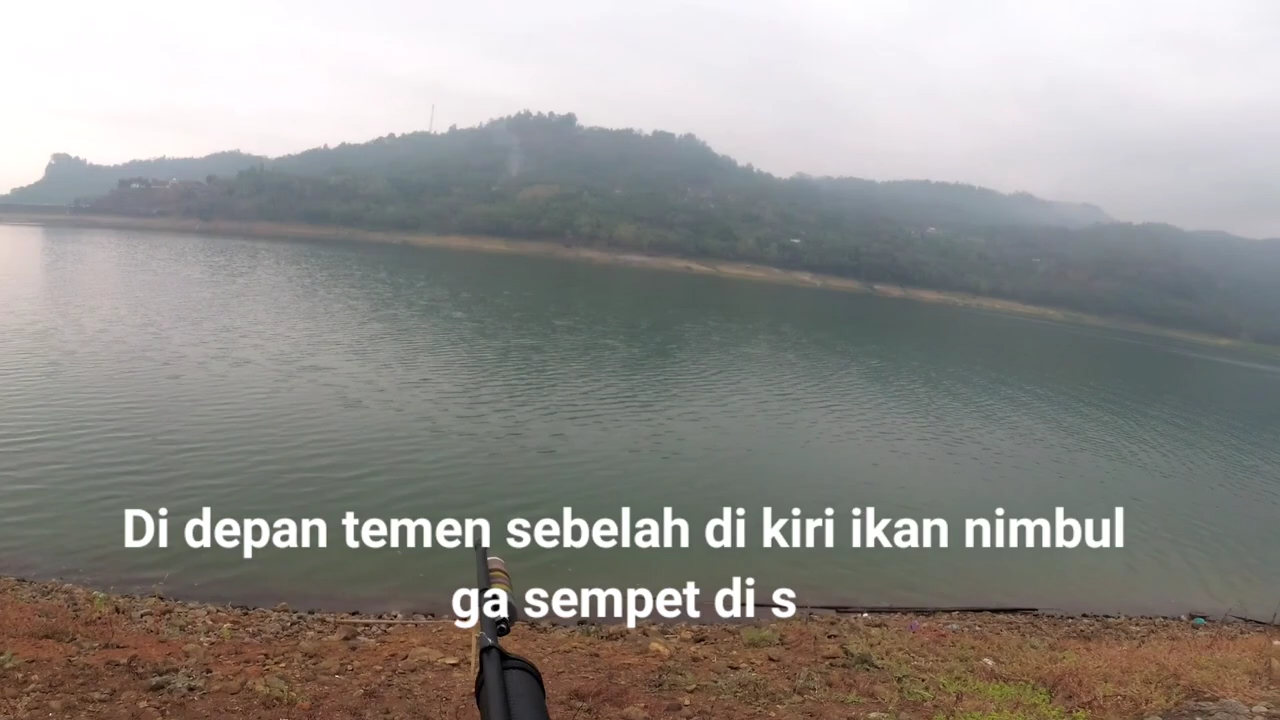 Di depan temen sebelah di kiri ikan nimbul
ga sempet di s